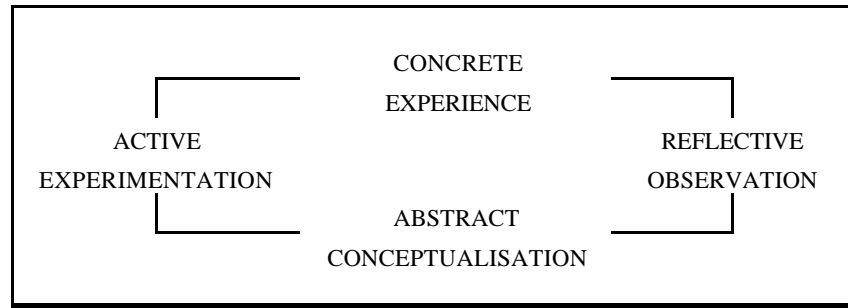 CONCRETE
EXPERIENCE
ACTIVE
EXPERIMENTATION
REFLECTIVE
OBSERVATION
ABSTRACT
CONCEPTUALISATION